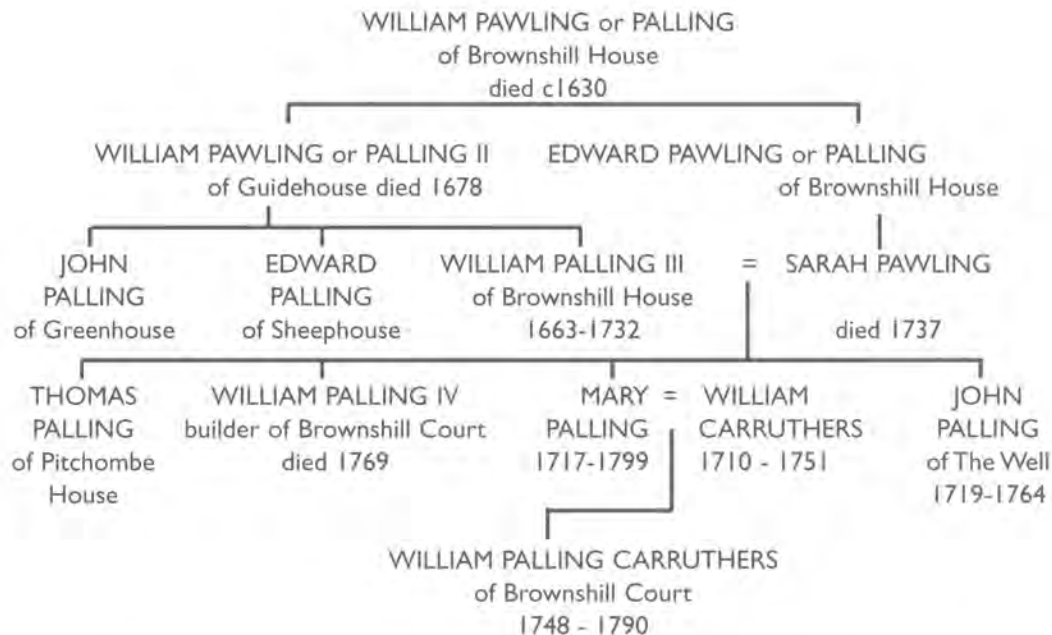 WILLIAM PAWLING or PALLING
of Brownshill House
died c1630
WILLIAM PAWLING or PALLING II
of Guidehouse died 1678
EDWARD PAWLING or PALLING
of Brownshill House
JOHN
PALLING
of Greenhouse
EDWARD
PALLING
of Sheephouse
WILLIAM PALLING III
of Brownshill House
1663-1732
=
SARAH PAWLING
died 1737
THOMAS
PALLING
of Pitchombe
House
WILLIAM PALLING IV
builder of Brownshill Court
died 1769
MARY
PALLING
1717-1799
=
WILLIAM
CARRUTHERS
1710 - 1751
JOHN
PALLING
of The Well
1719-1764
WILLIAM PALLING CARRUTHERS
of Brownshill Court
1748 - 1790